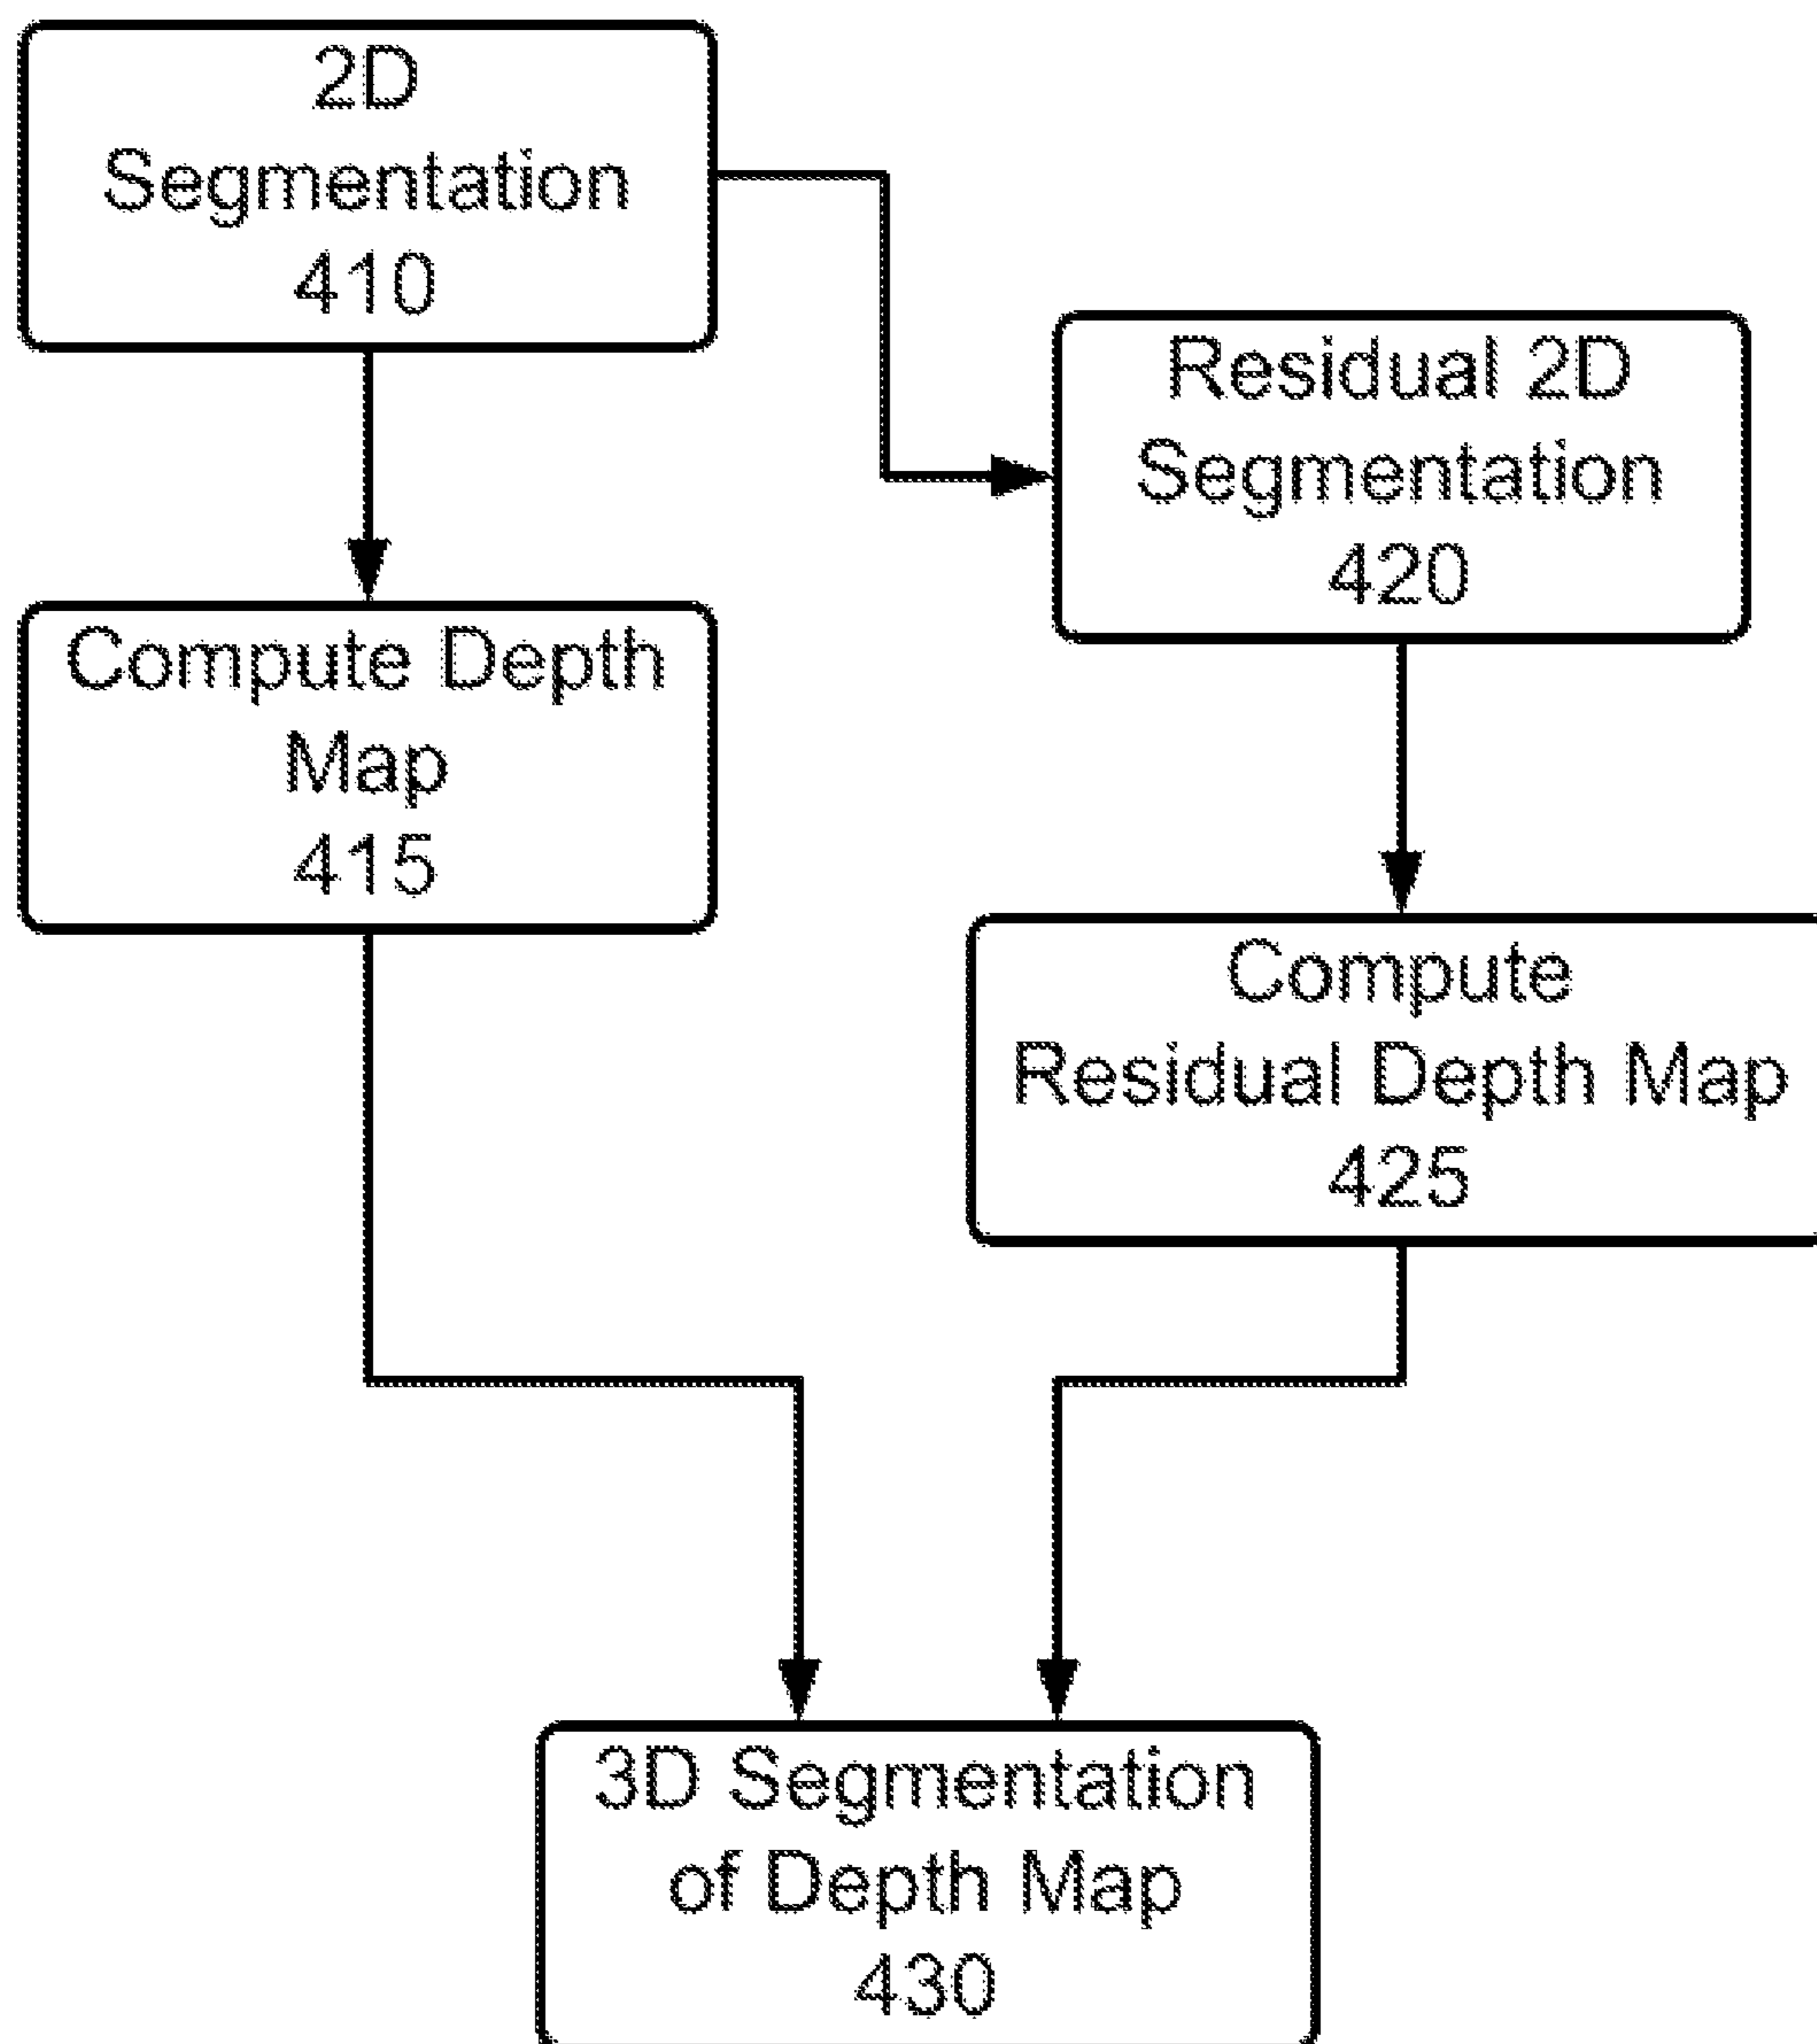 2D
Segmentation
410
Residual 2D
Segmentation
420
Compute Depth
Map
415
Compute
Residual Depth Map
425
3D Segmentation
of Depth Map
430